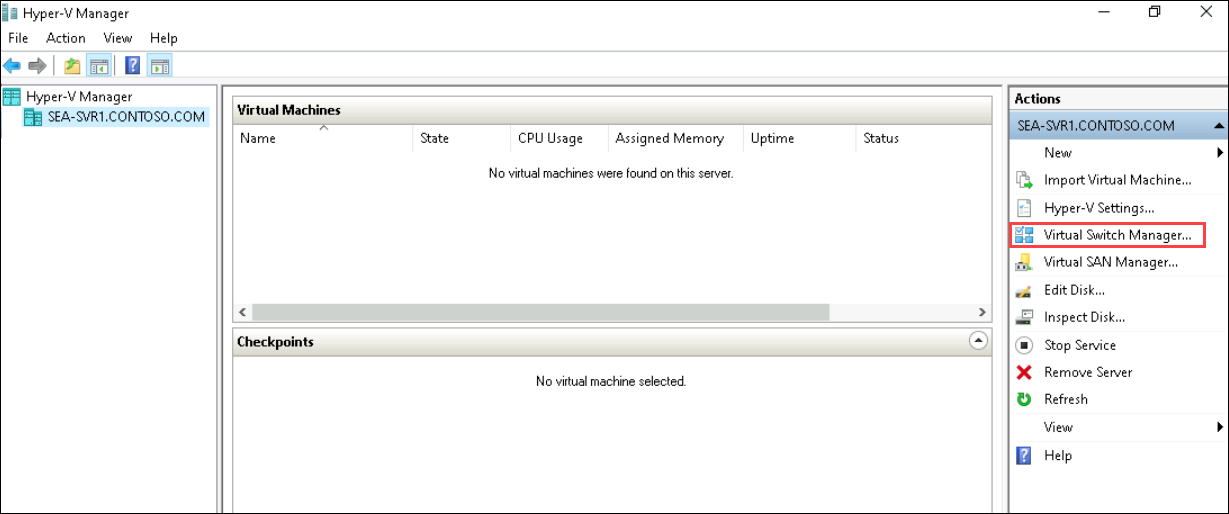 Hyper-V Manager
File Action View Help
Hyper-V Manager
SEA-SVR1.CONTOSO.COM
Virtual Machines
Name State CPU Usage Assigned Memory Uptime Status
No virtual machines were found on this server.
Checkpoints
No virtual machine selected.
Actions
SEA-SVR1.CONTOSO.COM
New
Import Virtual Machine...
Hyper-V Settings...
Virtual Switch Manager...
Virtual SAN Manager...
Edit Disk...
Inspect Disk...
Stop Service
Remove Server
Refresh
View
Help